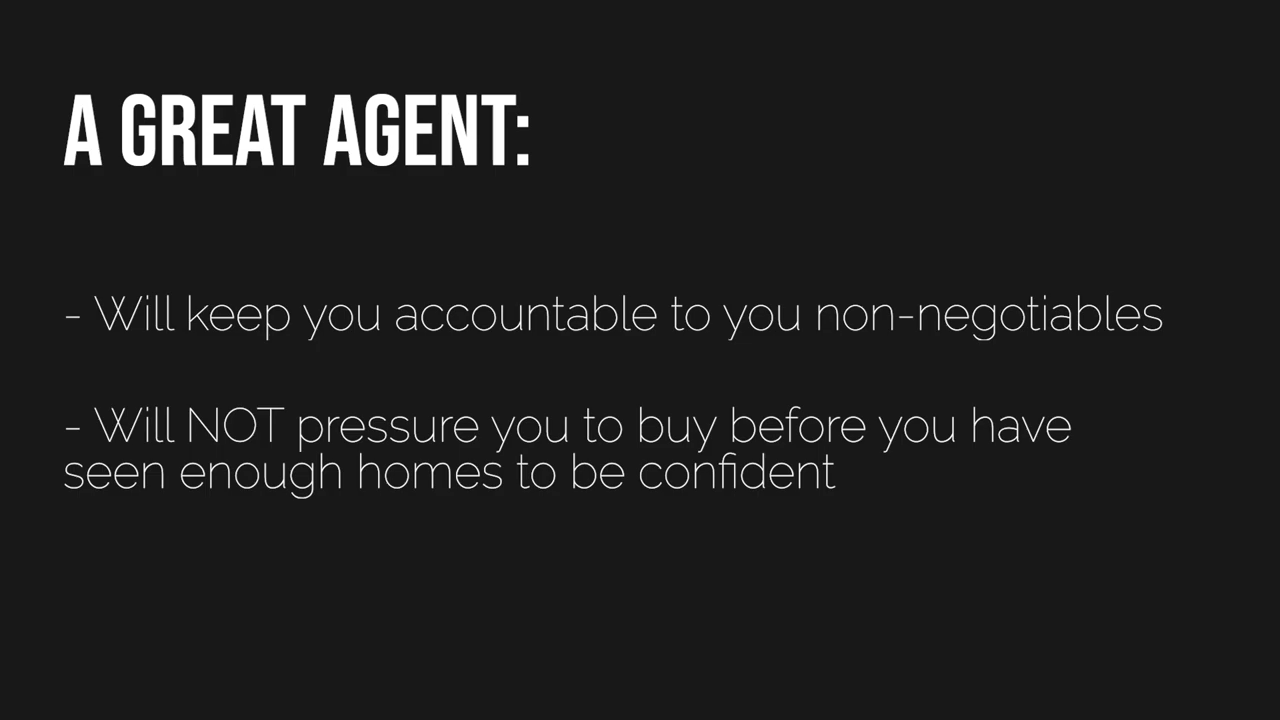 A GREAT AGENT:
- Will keep you accountable to you non-negotiables
- Will NOT pressure you to buy before you have
seen enough homes to be confident